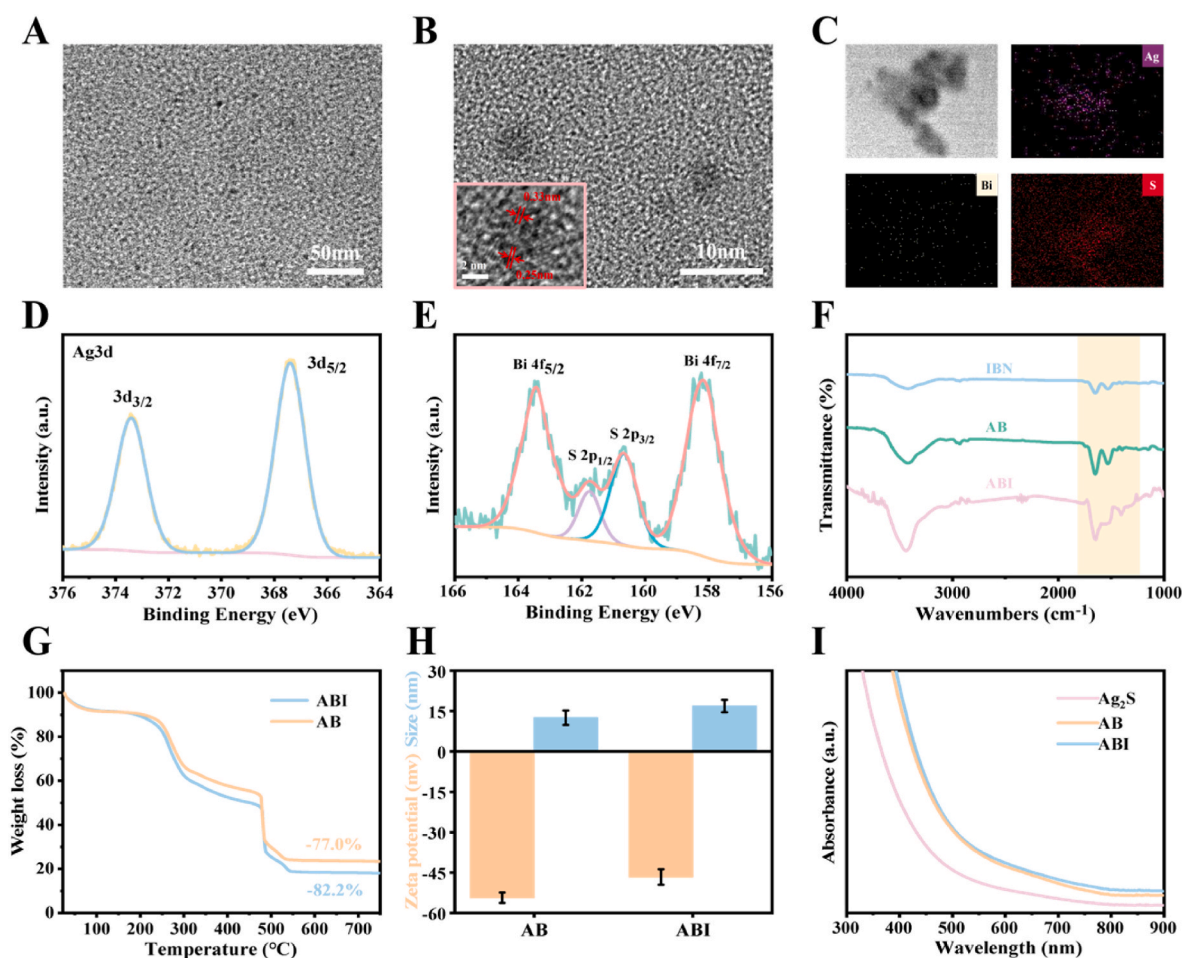 A
50nm
B
0.33nm
2 nm
0.25nm
10nm
C
Ag
Bi
S
D
Ag3d
3d3/2
3d5/2
Intensity (a.u.)
376 374 372 370 368 366 364
Binding Energy (eV)
E
Bi 4f5/2
S 2p1/2
S 2p3/2
Bi 4f7/2
Intensity (a.u.)
166 164 162 160 158 156
Binding Energy (eV)
F
IBN
AB
ABI
Transmittance (%)
4000 3000 2000 1000
Wavenumbers (cm-1)
G
ABI
AB
-77.0%
-82.2%
Weight loss (%)
100
80
60
40
20
0
100 200 300 400 500 600 700
Temperature (°C)
H
Size (nm)
Zeta potential (mv)
30
15
0
-15
-30
-45
-60
AB ABI
I
Ag2S
AB
ABI
Absorbance (a.u.)
300 400 500 600 700 800 900
Wavelength (nm)